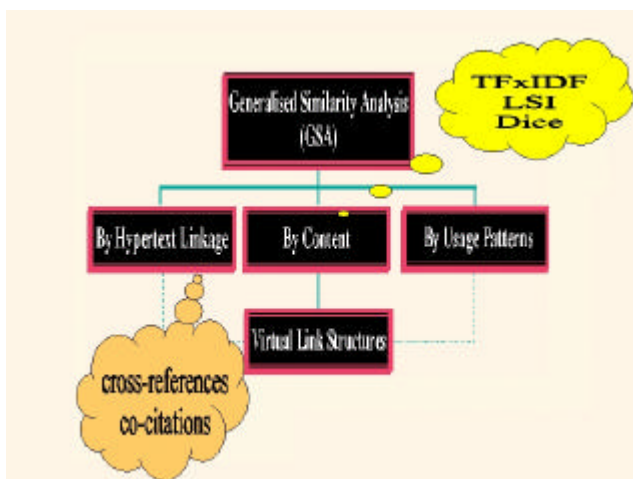 Generalised Similarity Analysis
(GSA)
TFxIDF
LSI
Dice
By Hypertext Linkage
By Content
By Usage Patterns
Virtual Link Structures
cross-references
co-citations